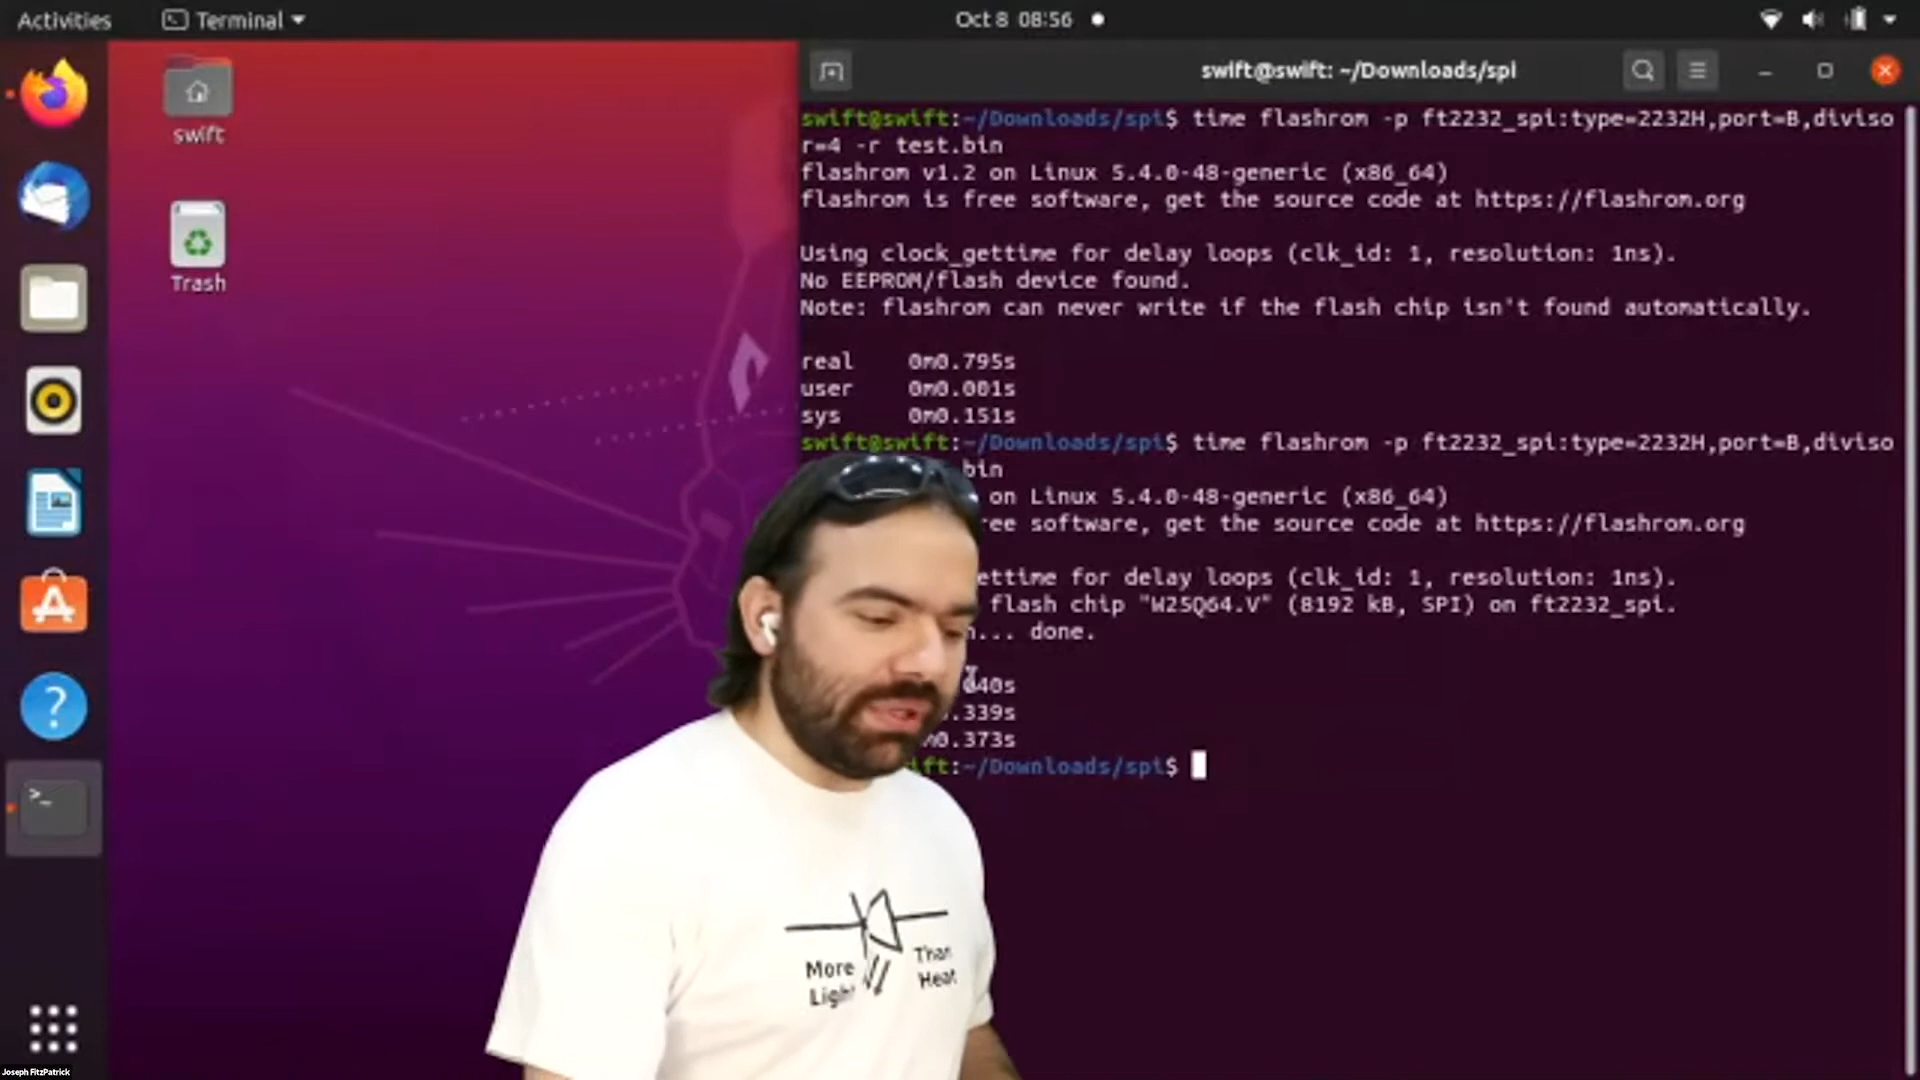 Activities
Terminal
Oct 8 08:56
swift
Trash
swift@swift: ~/Downloads/spi
swift@swift:~/Downloads/spi$ time flashrom -p ft2232_spi:type=2232H,port=B,diviso
r=4 -r test.bin
flashrom v1.2 on Linux 5.4.0-48-generic (x86_64)
flashrom is free software, get the source code at https://flashrom.org
Using clock_gettime for delay loops (clk_id: 1, resolution: 1ns).
No EEPROM/flash device found.
Note: flashrom can never write if the flash chip isn't found automatically.
real 0m0.795s
user 0m0.001s
sys 0m0.151s
swift@swift:~/Downloads/spi$ time flashrom -p ft2232_spi:type=2232H,port=B,diviso
bin
on Linux 5.4.0-48-generic (x86_64)
ree software, get the source code at https://flashrom.org
ettime for delay loops (clk_id: 1, resolution: 1ns).
flash chip "W25Q64.V" (8192 kB, SPI) on ft2232_spi.
... done.
040s
.339s
m0.373s
ift:~/Downloads/spi$
More Than
Light Heat
Joseph FitzPatrick